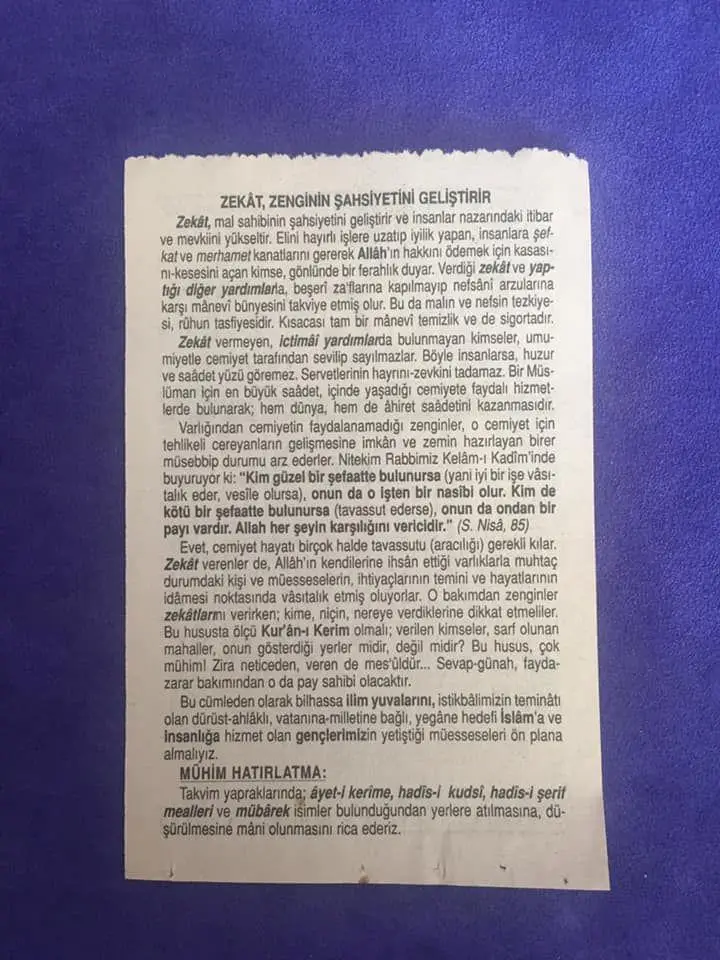 ZEKÂT, ZENGİNİN ŞAHSİYETİNİ GELİŞTİRİR
Zekât, mal sahibinin şahsiyetini geliştirir ve insanlar nazarındaki itibar
ve mevkiini yükseltir. Elini hayırlı işlere uzatıp iyilik yapan, insanlara şef-
kat ve merhamet kanatlarını gererek Allâh'ın hakkını ödemek için kasası-
nı-kesesini açan kimse, gönlünde bir ferahlık duyar. Verdiği zekât ve yap-
tığı diğer yardımlarla, beşerî za'flarına kapılmayıp nefsânî arzularına
karşı mânevî bünyesini takviye etmiş olur. Bu da malın ve nefsin tezkiye-
si, rûhun tasfiyesidir. Kısacası tam bir mânevî temizlik ve de sigortadır.
Zekât vermeyen, ictimâî yardımlarda bulunmayan kimseler, umu-
miyetle cemiyet tarafından sevilip sayılmazlar. Böyle insanlarsa, huzur
ve saâdet yüzü göremez. Servetlerinin hayrını-zevkini tadamaz. Bir Müs-
lüman için en büyük saâdet, içinde yaşadığı cemiyete faydalı hizmet-
lerde bulunarak; hem dünya, hem de âhiret saâdetini kazanmasıdır.
Varlığından cemiyetin faydalanamadığı zenginler, o cemiyet için
tehlikeli cereyanların gelişmesine imkân ve zemin hazırlayan birer
müsebbip durumu arz ederler. Nitekim Rabbimiz Kelâm-ı Kadîm'inde
buyuruyor ki: “Kim güzel bir şefaatte bulunursa (yani iyi bir işe vâsı-
talık eder, vesîle olursa), onun da o işten bir nasibi olur. Kim de
kötü bir şefaatte bulunursa (tavassut ederse), onun da ondan bir
payı vardır. Allah her şeyin karşılığını vericidir.” (S. Nisâ, 85)
Evet, cemiyet hayatı birçok halde tavassutu (aracılığı) gerekli kılar.
Zekât verenler de, Allâh'ın kendilerine ihsân ettiği varlıklarla muhtaç
durumdaki kişi ve müesseselerin, ihtiyaçlarının temini ve hayatlarının
idâmesi noktasında vâsıtalık etmiş oluyorlar. O bakımdan zenginler
zekâtlarını verirken; kime, niçin, nereye verdiklerine dikkat etmeliler.
Bu hususta ölçü Kur'ân-ı Kerim olmalı; verilen kimseler, sarf olunan
mahaller, onun gösterdiği yerler midir, değil midir? Bu husus, çok
mühim! Zira neticeden, veren de mes'ûldür... Sevap-günah, fayda-
zarar bakımından o da pay sahibi olacaktır.
Bu cümleden olarak bilhassa ilim yuvalarını, istikbâlimizin teminâtı
olan dürüst-ahlâklı, vatanına-milletine bağlı, yegâne hedefi İslâm'a ve
insanlığa hizmet olan gençlerimizin yetiştiği müesseseleri ön plana
almalıyız.
MÜHİM HATIRLATMA:
Takvim yapraklarında; âyet-i kerime, hadîs-i kudsî, hadîs-i şerif
mealleri ve mübârek isimler bulunduğundan yerlere atılmasına, dü-
şürülmesine mâni olunmasını rica ederiz.